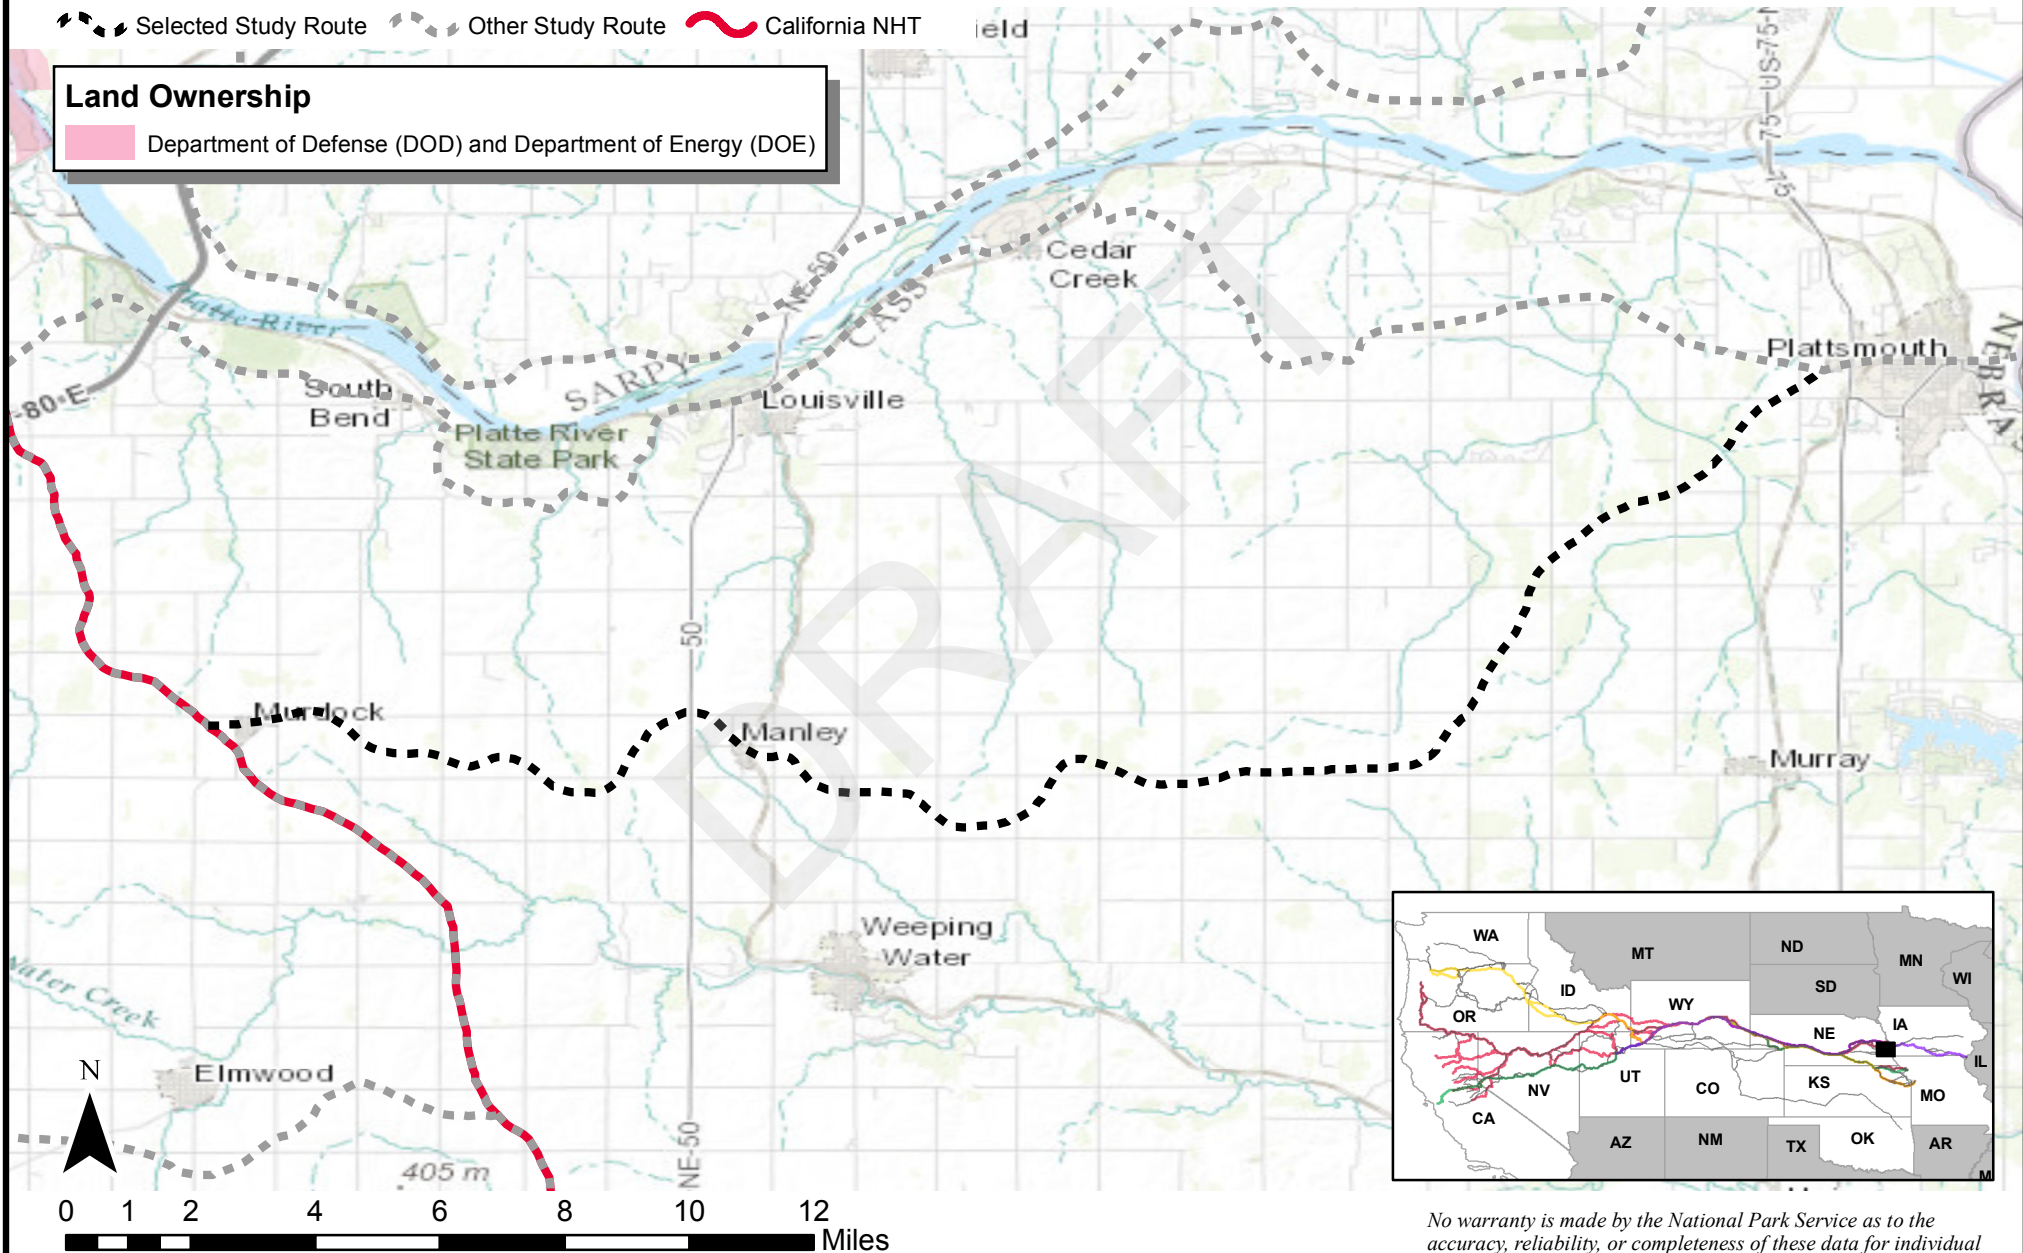 Selected Study Route Other Study Route California NHT
ield
Land Ownership
Department of Defense (DOD) and Department of Energy (DOE)
75-US-75-N
Platte River
-80-E
South
Bend
SARPY
CASS
NE-50
Cedar
Creek
Louisville
Platte River
State Park
Plattsmouth
NEBRAS
DRAFT
50
Murdock
Manley
Murray
Weeping
Water
Water Creek
Elmwood
N
405 m
NE-50
WA
MT
ND
MN
WI
SD
ID
OR
WY
NE
IA
IL
NV
UT
CO
KS
MO
CA
AZ
NM
TX
OK
AR
M
0 1 2 4 6 8 10 12
Miles
No warranty is made by the National Park Service as to the
accuracy, reliability, or completeness of these data for individual